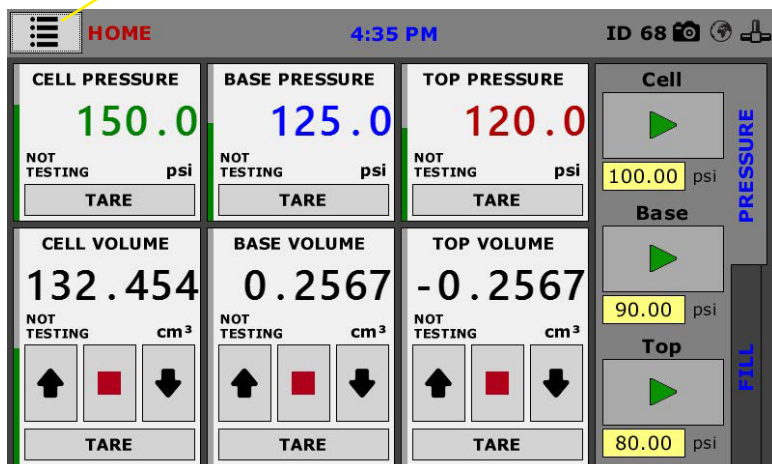 HOME 4:35 PM ID 68
CELL PRESSURE
150.0
NOT
TESTING psi
TARE
BASE PRESSURE
125.0
NOT
TESTING psi
TARE
TOP PRESSURE
120.0
NOT
TESTING psi
TARE
CELL VOLUME
132.454
NOT
TESTING cm³
TARE
BASE VOLUME
0.2567
NOT
TESTING cm³
TARE
TOP VOLUME
-0.2567
NOT
TESTING cm³
TARE
Cell
100.00 psi
Base
90.00 psi
Top
80.00 psi
PRESSURE
FILL